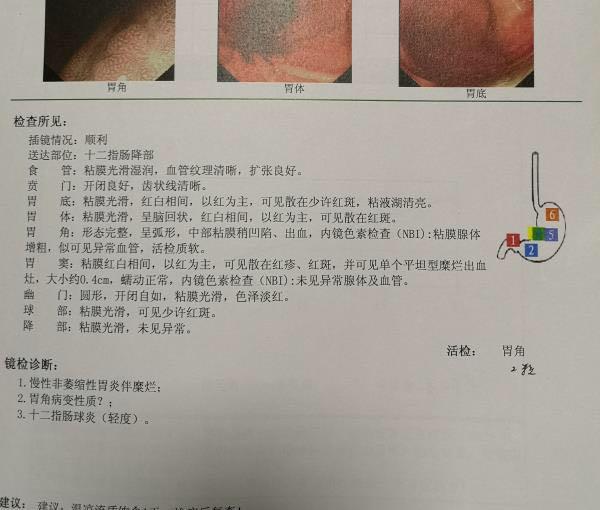 胃角
胃体
胃底
检查所见:
插镜情况: 顺利
送达部位: 十二指肠降部
食 管: 粘膜光滑湿润, 血管纹理清晰, 扩张良好。
贲 门: 开闭良好, 齿状线清晰。
胃 底: 粘膜光滑, 红白相间, 以红为主, 可见散在少许红斑, 粘液湖清亮。
胃 体: 粘膜光滑, 呈脑回状, 红白相间, 以红为主, 可见散在红斑。
胃 角: 形态完整, 呈弧形, 中部粘膜稍凹陷、出血, 内镜色素检查 (NBI):粘膜腺体
增粗, 似可见异常血管, 活检质软。
胃 窦: 粘膜红白相间, 以红为主, 可见散在红疹、红斑, 并可见单个平坦型糜烂出血
灶, 大小约0.4cm, 蠕动正常, 内镜色素检查 (NBI):未见异常腺体及血管。
幽 门: 圆形, 开闭自如, 粘膜光滑, 色泽淡红。
球 部: 粘膜光滑, 可见少许红斑。
降 部: 粘膜光滑, 未见异常。
6
1
5
2
活检: 胃角
2粒
镜检诊断:
1.慢性非萎缩性胃炎伴糜烂;
2.胃角病变性质? ;
3.十二指肠球炎 (轻度) 。
建议: